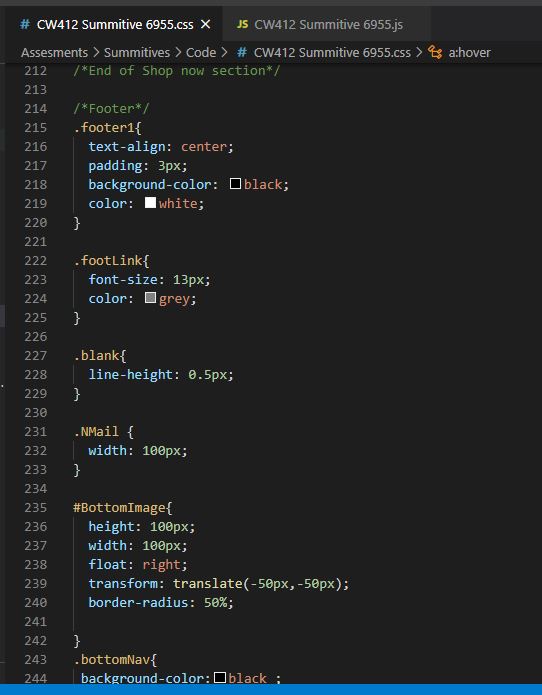 # CW412 Summitive 6955.css × JS CW412 Summitive 6955.js
Assesments > Summitives > Code > # CW412 Summitive 6955.css > a:hover
212 /*End of Shop now section*/
213
214 /*Footer*/
215 .footer1{
216 text-align: center;
217 padding: 3px;
218 background-color: black;
219 color: white;
220 }
221
222 .footLink{
223 font-size: 13px;
224 color: grey;
225 }
226
227 .blank{
228 line-height: 0.5px;
229 }
230
231 .NMail {
232 width: 100px;
233 }
234
235 #BottomImage{
236 height: 100px;
237 width: 100px;
238 float: right;
239 transform: translate(-50px,-50px);
240 border-radius: 50%;
241
242 }
243 .bottomNav{
244 background-color: black ;